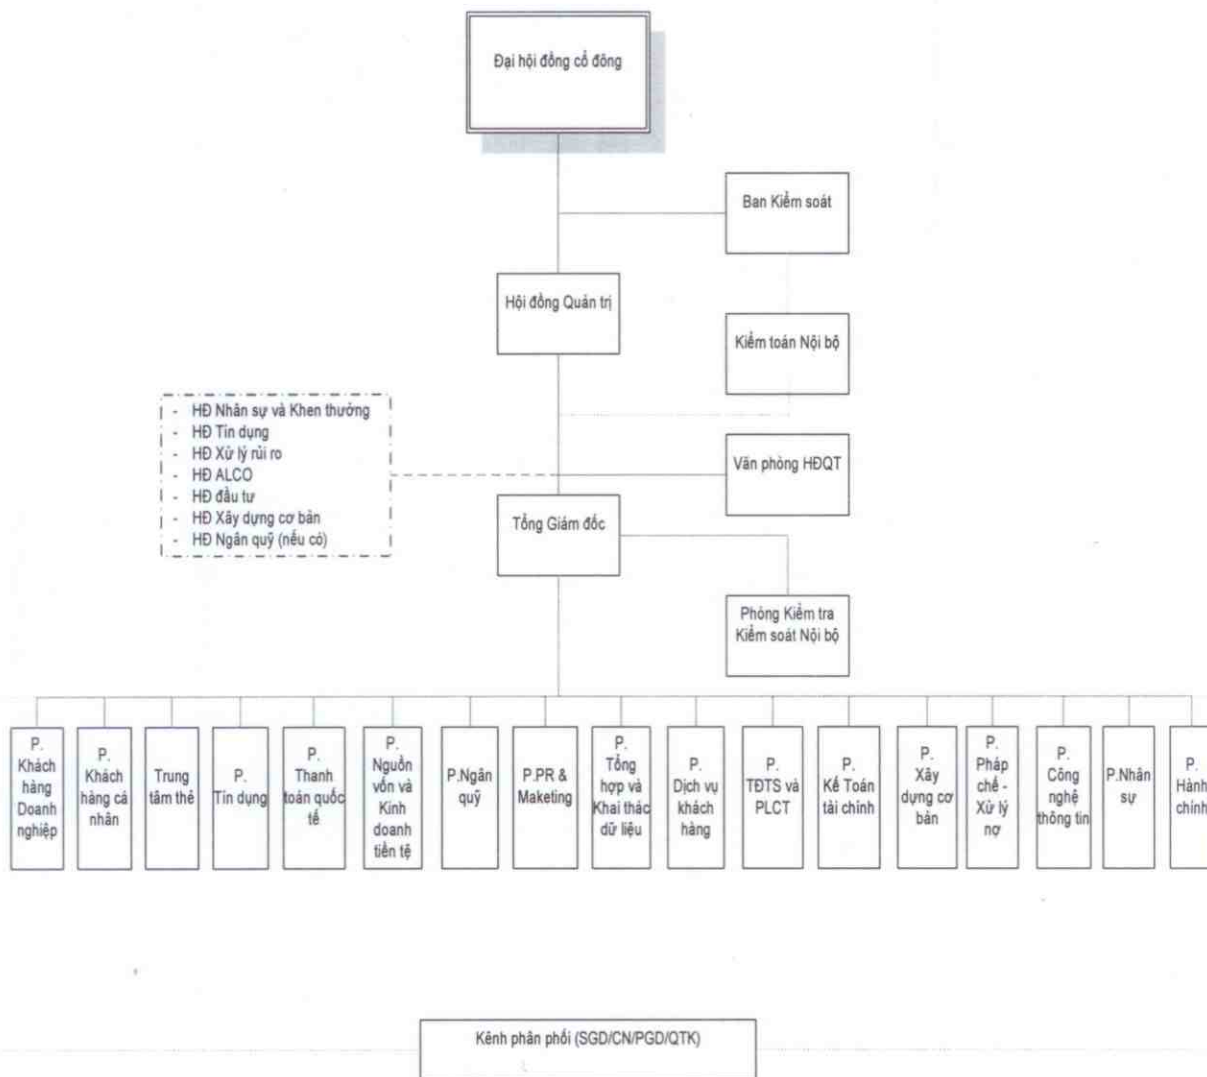 Đại hội đồng cổ đông
Ban Kiểm soát
Hội đồng Quản trị
Kiểm toán Nội bộ
- HĐ Nhân sự và Khen thưởng
- HĐ Tín dụng
- HĐ Xử lý rủi ro
- HĐ ALCO
- HĐ đầu tư
- HĐ Xây dựng cơ bản
- HĐ Ngân quỹ (nếu có)
Văn phòng HĐQT
Tổng Giám đốc
Phòng Kiểm tra
Kiểm soát Nội bộ
P.
Khách
hàng
Doanh
nghiệp
P.
Khách
hàng cá
nhân
Trung
tâm thẻ
P.
Tín dụng
P.
Thanh
toán quốc
tế
P.
Nguồn
vốn và
Kinh
doanh
tiền tệ
P.Ngân
quỹ
P.PR &
Maketing
P.
Tổng
hợp và
Khai thác
dữ liệu
P.
Dịch vụ
khách
hàng
P.
TĐTS và
PLCT
P.
Kế Toán
tài chính
P.
Xây
dựng cơ
bản
P.
Pháp
chế -
Xử lý
nợ
P.
Công
nghệ
thông tin
P.Nhân
sự
P.
Hành
chính
Kênh phân phối (SGD/CN/PGD/QTK)